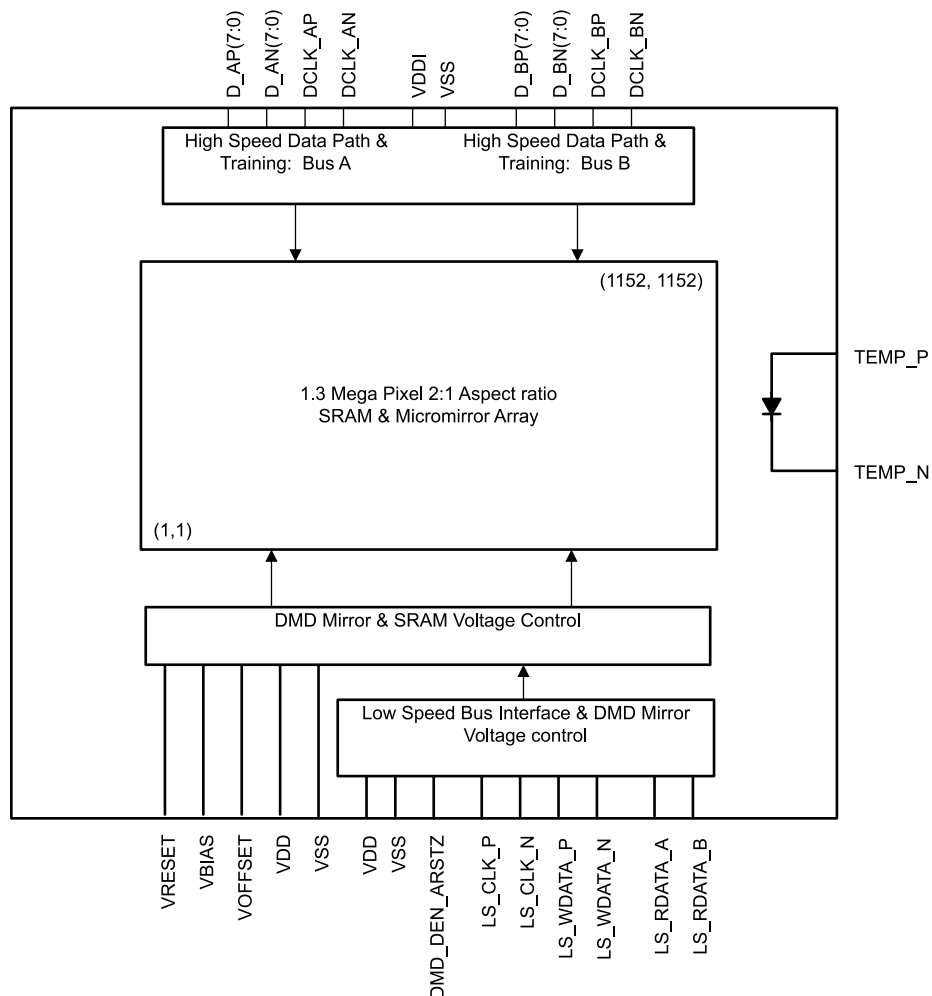 D_AP(7:0)
D_AN(7:0)
DCLK_AP
DCLK_AN
VDDI
VSS
D_BP(7:0)
D_BN(7:0)
DCLK_BP
DCLK_BN
High Speed Data Path &
Training: Bus A
High Speed Data Path &
Training: Bus B
(1152, 1152)
1.3 Mega Pixel 2:1 Aspect ratio
SRAM & Micromirror Array
(1,1)
TEMP_P
TEMP_N
DMD Mirror & SRAM Voltage Control
Low Speed Bus Interface & DMD Mirror
Voltage control
VRESET
VBIAS
VOFFSET
VDD
VSS
VDD
VSS
DMD_DEN_ARSTZ
LS_CLK_P
LS_CLK_N
LS_WDATA_P
LS_WDATA_N
LS_RDATA_A
LS_RDATA_B